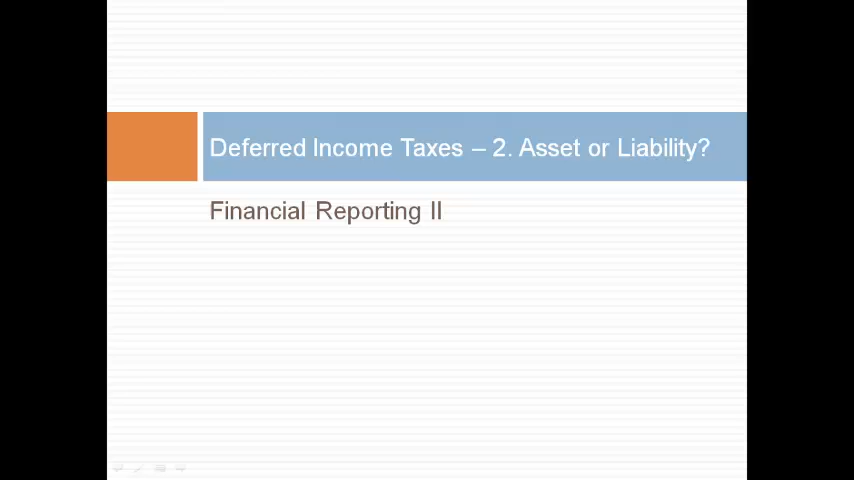 Deferred Income Taxes – 2. Asset or Liability?
Financial Reporting II